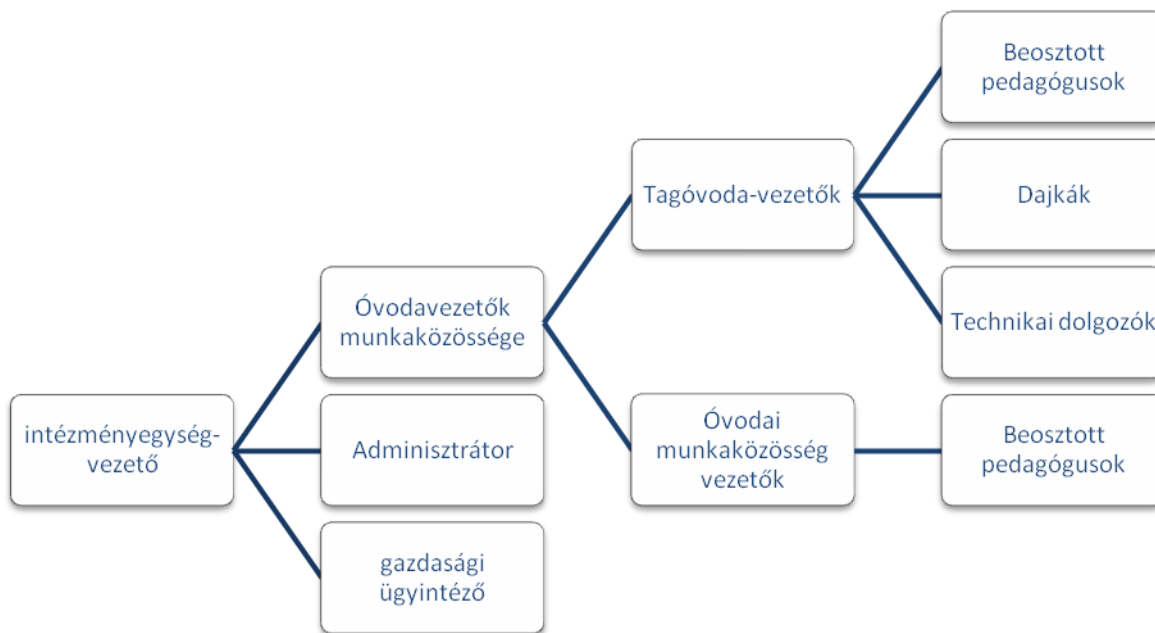 intézményegység-
vezető
Óvodavezetők
munkaközössége
Adminisztrátor
gazdasági
ügyintéző
Tagóvoda-vezetők
Óvodai
munkaközösség
vezetők
Beosztott
pedagógusok
Dajkák
Technikai dolgozók
Beosztott
pedagógusok